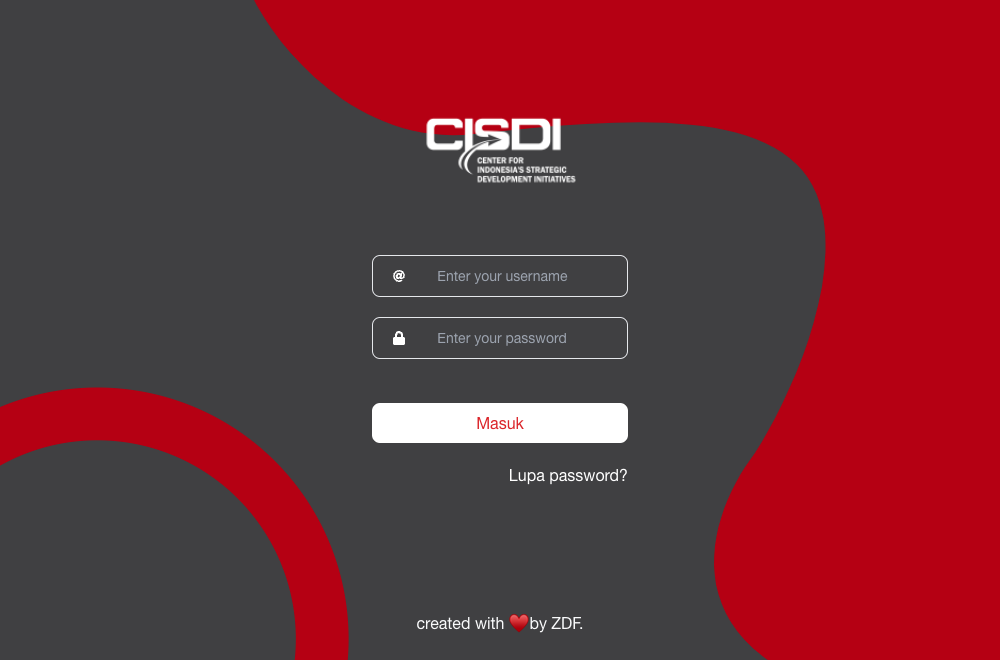 CISDI
CENTER FOR
INDONESIA'S STRATEGIC
DEVELOPMENT INITIATIVES
@ Enter your username
Enter your password
Masuk
Lupa password?
created with ❤️by ZDF.